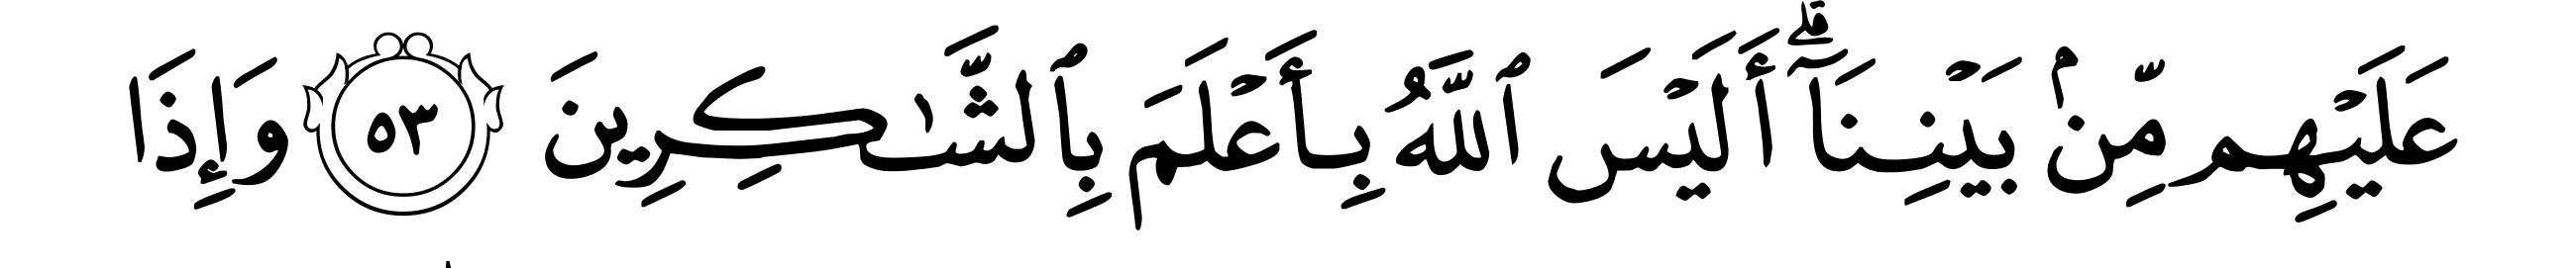 عَلَيْهِم مِّنۢ بَيْنِنَآ ۗ أَلَيْسَ ٱللَّهُ بِأَعْلَمَ بِٱلشَّـٰكِرِينَ ٥٣ وَإِذَا